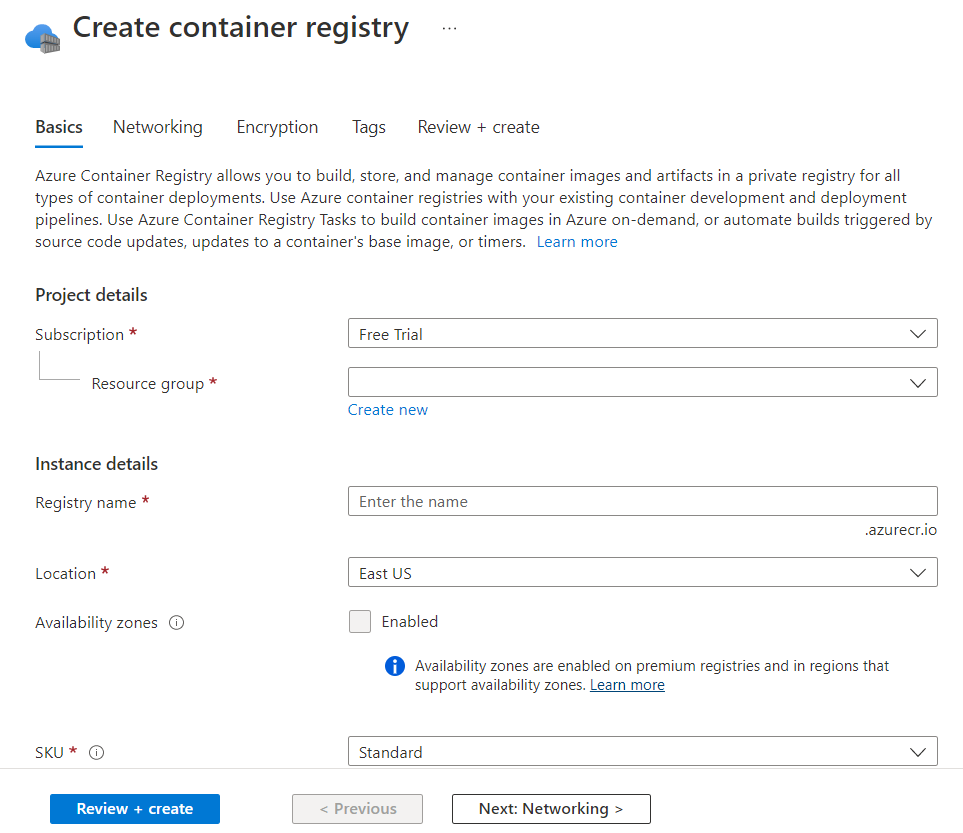 Create container registry ...
Basics Networking Encryption Tags Review + create
Azure Container Registry allows you to build, store, and manage container images and artifacts in a private registry for all
types of container deployments. Use Azure container registries with your existing container development and deployment
pipelines. Use Azure Container Registry Tasks to build container images in Azure on-demand, or automate builds triggered by
source code updates, updates to a container's base image, or timers. Learn more
Project details
Subscription * Free Trial
Resource group *
Create new
Instance details
Registry name * Enter the name
.azurecr.io
Location * East US
Availability zones Enabled
Availability zones are enabled on premium registries and in regions that
support availability zones. Learn more
SKU * Standard
Review + create < Previous Next: Networking >